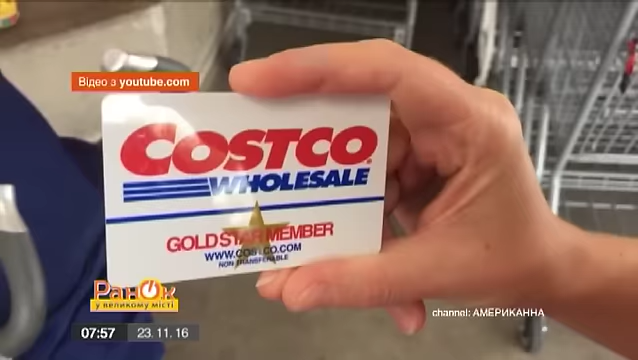 Відео з youtube.com
COSTCO
WHOLESALE
GOLD STAR MEMBER
WWW.COSTCO.COM
NON-TRANSFERABLE
РАНОК
у великому місті
channel: АМЕРИКАННА
07:57 23.11.16